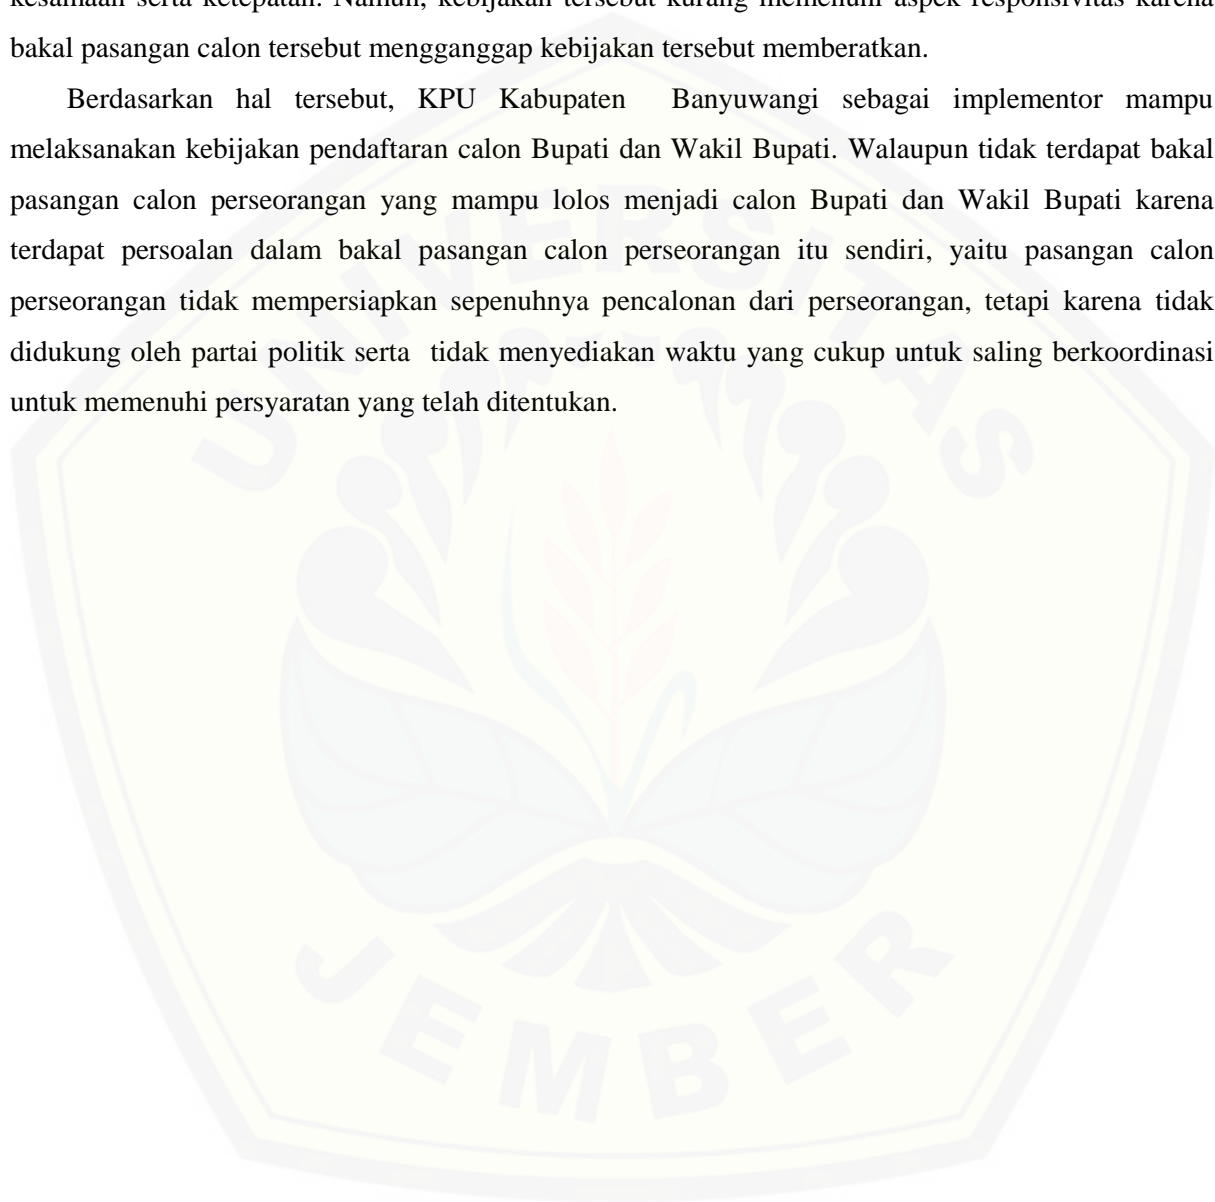 kesamaan serta ketepatan. Namun, kebijakan tersebut kurang memenuhi aspek responsivitas karena
bakal pasangan calon tersebut mengganggap kebijakan tersebut memberatkan.
Berdasarkan hal tersebut, KPU Kabupaten Banyuwangi sebagai implementor mampu
melaksanakan kebijakan pendaftaran calon Bupati dan Wakil Bupati. Walaupun tidak terdapat bakal
pasangan calon perseorangan yang mampu lolos menjadi calon Bupati dan Wakil Bupati karena
terdapat persoalan dalam bakal pasangan calon perseorangan itu sendiri, yaitu pasangan calon
perseorangan tidak mempersiapkan sepenuhnya pencalonan dari perseorangan, tetapi karena tidak
didukung oleh partai politik serta tidak menyediakan waktu yang cukup untuk saling berkoordinasi
untuk memenuhi persyaratan yang telah ditentukan.
UNIVERSITAS
JEMBER